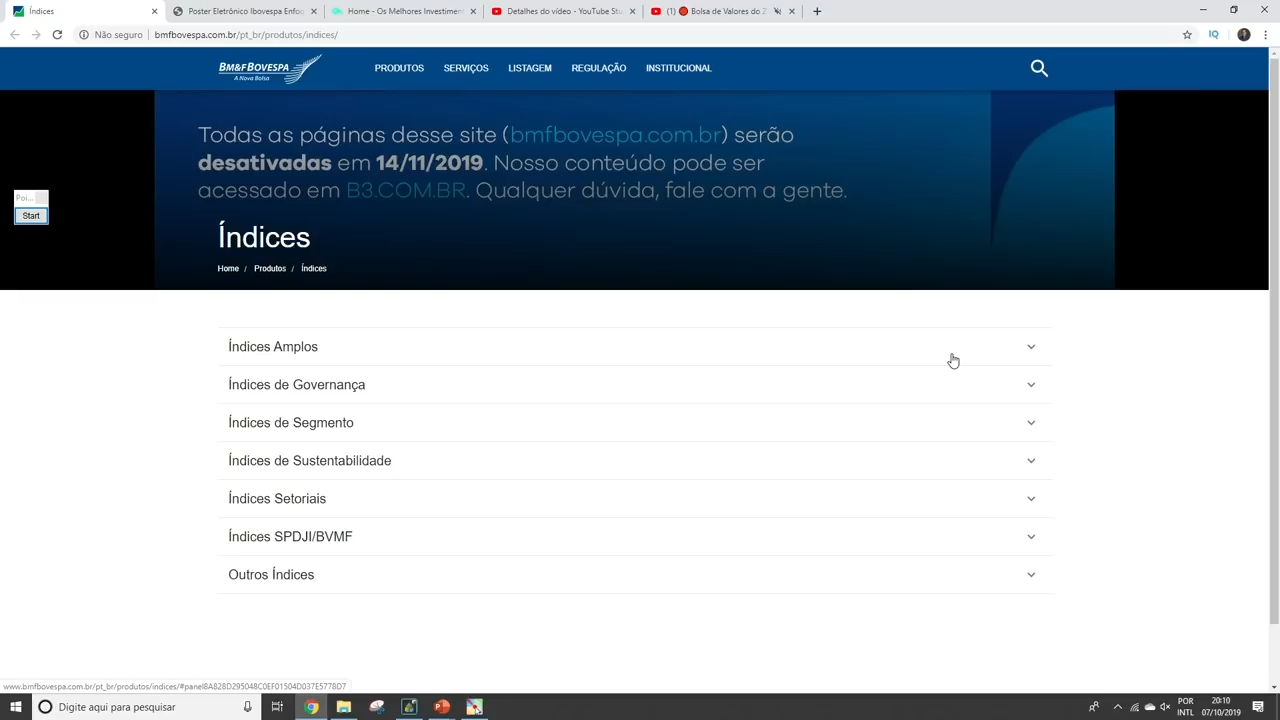 Índices
Poster Eletrônico Ibovespa Enfoq
Home - Os Melhores Investiment
Detalhes do vídeo - YouTube Stu
(1) 🔴 Bolsa de Valores do Z
Não seguro
bmfbovespa.com.br/pt_br/produtos/indices/
IQ
BM&FBOVESPA
A Nova Bolsa
PRODUTOS
SERVIÇOS
LISTAGEM
REGULAÇÃO
INSTITUCIONAL
Todas as páginas desse site (bmfbovespa.com.br) serão
desativadas em 14/11/2019. Nosso conteúdo pode ser
acessado em B3.COM.BR. Qualquer dúvida, fale com a gente.
Poi...
Start
Índices
Home / Produtos / Índices
Índices Amplos
Índices de Governança
Índices de Segmento
Índices de Sustentabilidade
Índices Setoriais
Índices SPDJI/BVMF
Outros Índices
www.bmfbovespa.com.br/pt_br/produtos/indices/#panel8A828D295048C0EF01504D037E5778D7
Digite aqui para pesquisar
POR
INTL
20:10
07/10/2019